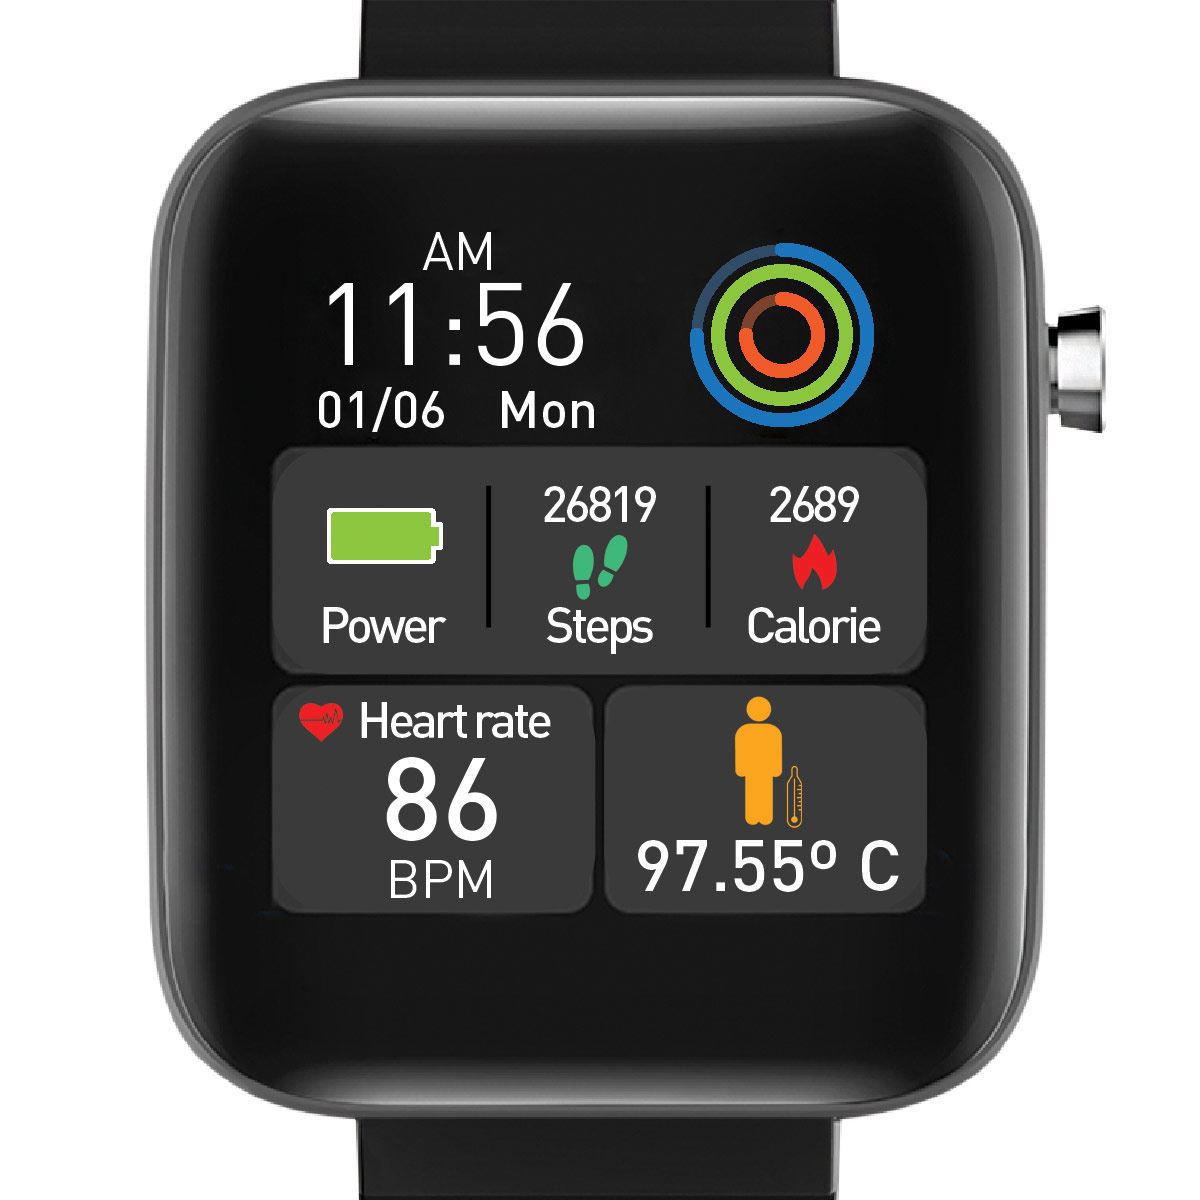 AM
11:56
01/06 Mon
26819 2689
Power Steps Calorie
Heart rate
86
BPM
97.55º C